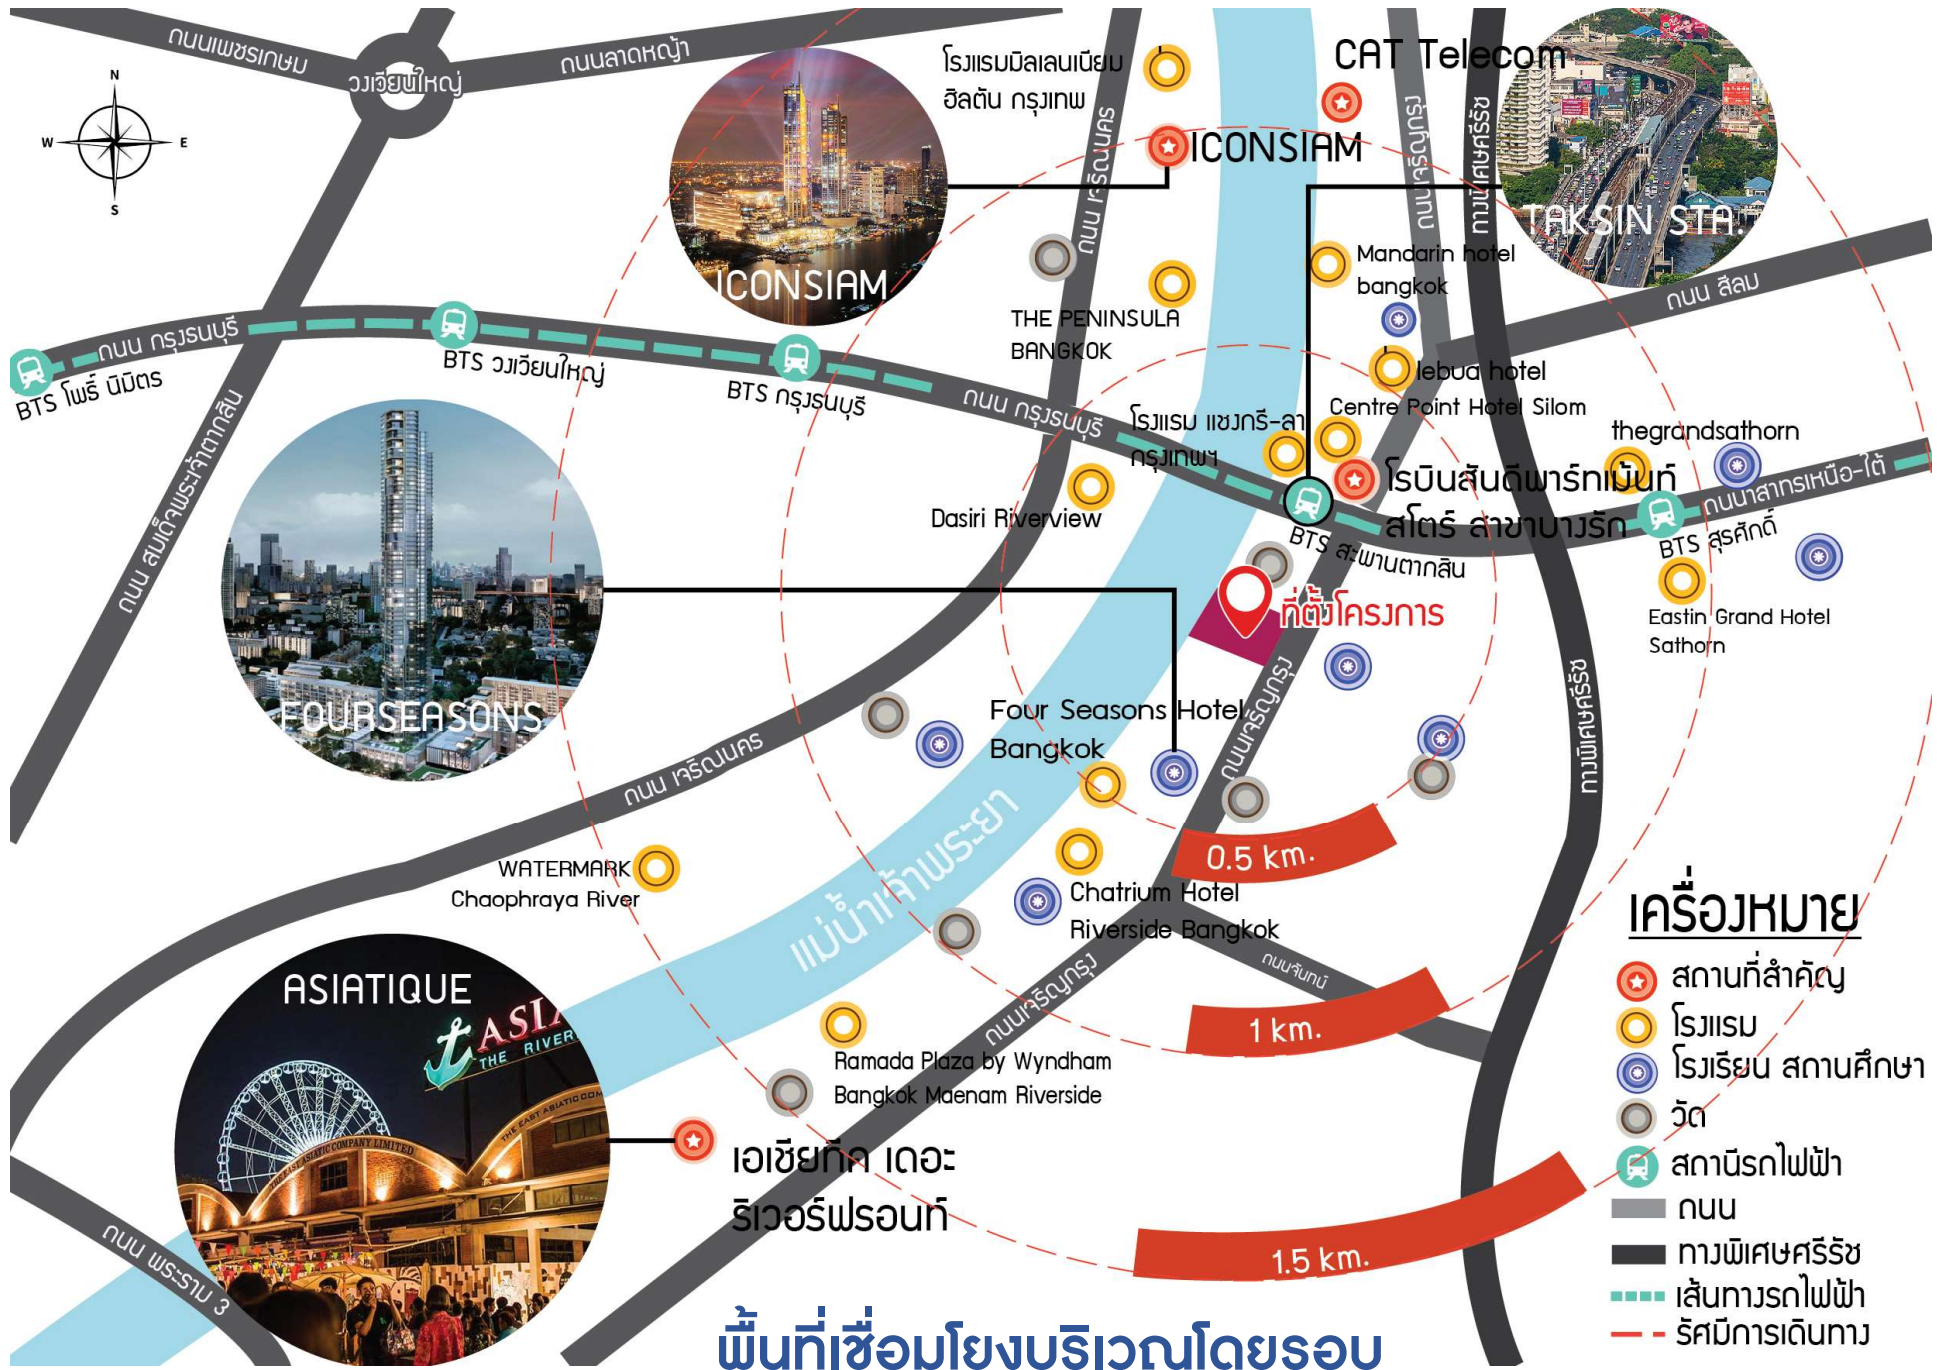 ถนนเพชรเกษม
วงเวียนใหญ่
ถนนลาดหญ้า
N
W
E
S
โรงแรมมิลเลนเนียม
ฮิลตัน กรุงเทพ
CAT Telecom
ICONSIAM
ICONSIAM
TAKSIN STA.
ถนน เจริญนคร
ถนนเจริญกรุง
ทางพิเศษศรีรัช
Mandarin hotel
bangkok
ถนน สีลม
THE PENINSULA
BANGKOK
ถนน กรุงธนบุรี
BTS โพธิ์ นิมิตร
BTS วงเวียนใหญ่
BTS กรุงธนบุรี
ถนน กรุงธนบุรี
lebua hotel
Centre Point Hotel Silom
โรงแรม แชงกรี-ลา
กรุงเทพฯ
thegrandsathorn
โรบินสันดีพาร์ทเม้นท์
สโตร์ สาขาบางรัก
ถนนาสาทรเหนือ-ใต้
Dasiri Riverview
BTS สะพานตากสิน
BTS สุรศักดิ์
ถนน สมเด็จพระเจ้าตากสิน
ที่ตั้งโครงการ
Eastin Grand Hotel
Sathorn
FOURSEASONS
Four Seasons Hotel
Bangkok
ถนนเจริญกรุง
ทางพิเศษศรีรัช
ถนน เจริญนคร
แม่น้ำเจ้าพระยา
0.5 km.
WATERMARK
Chaophraya River
Chatrium Hotel
Riverside Bangkok
ถนนจันทน์
ถนนเจริญกรุง
1 km.
ASIATIQUE
ASIA
THE RIVER
THE EAST ASIATIC COMPANY LIMITED
THE EAST ASIATIC COM
Ramada Plaza by Wyndham
Bangkok Maenam Riverside
เอเชียทีค เดอะ
ริเวอร์ฟรอนท์
ถนน พระราม 3
1.5 km.
เครื่องหมาย
สถานที่สำคัญ
โรงแรม
โรงเรียน สถานศึกษา
วัด
สถานีรถไฟฟ้า
ถนน
ทางพิเศษศรีรัช
เส้นทางรถไฟฟ้า
รัศมีการเดินทาง
พื้นที่เชื่อมโยงบริเวณโดยรอบ